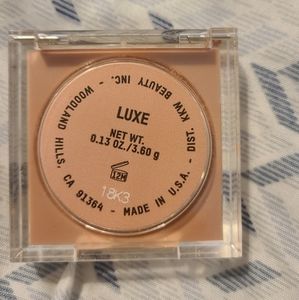 LUXE
NET WT.
0.13 OZ./3.60 g
12M
18K3
DIST. KKW BEAUTY INC. - WOODLAND HILLS, CA 91364 - MADE IN U.S.A. -